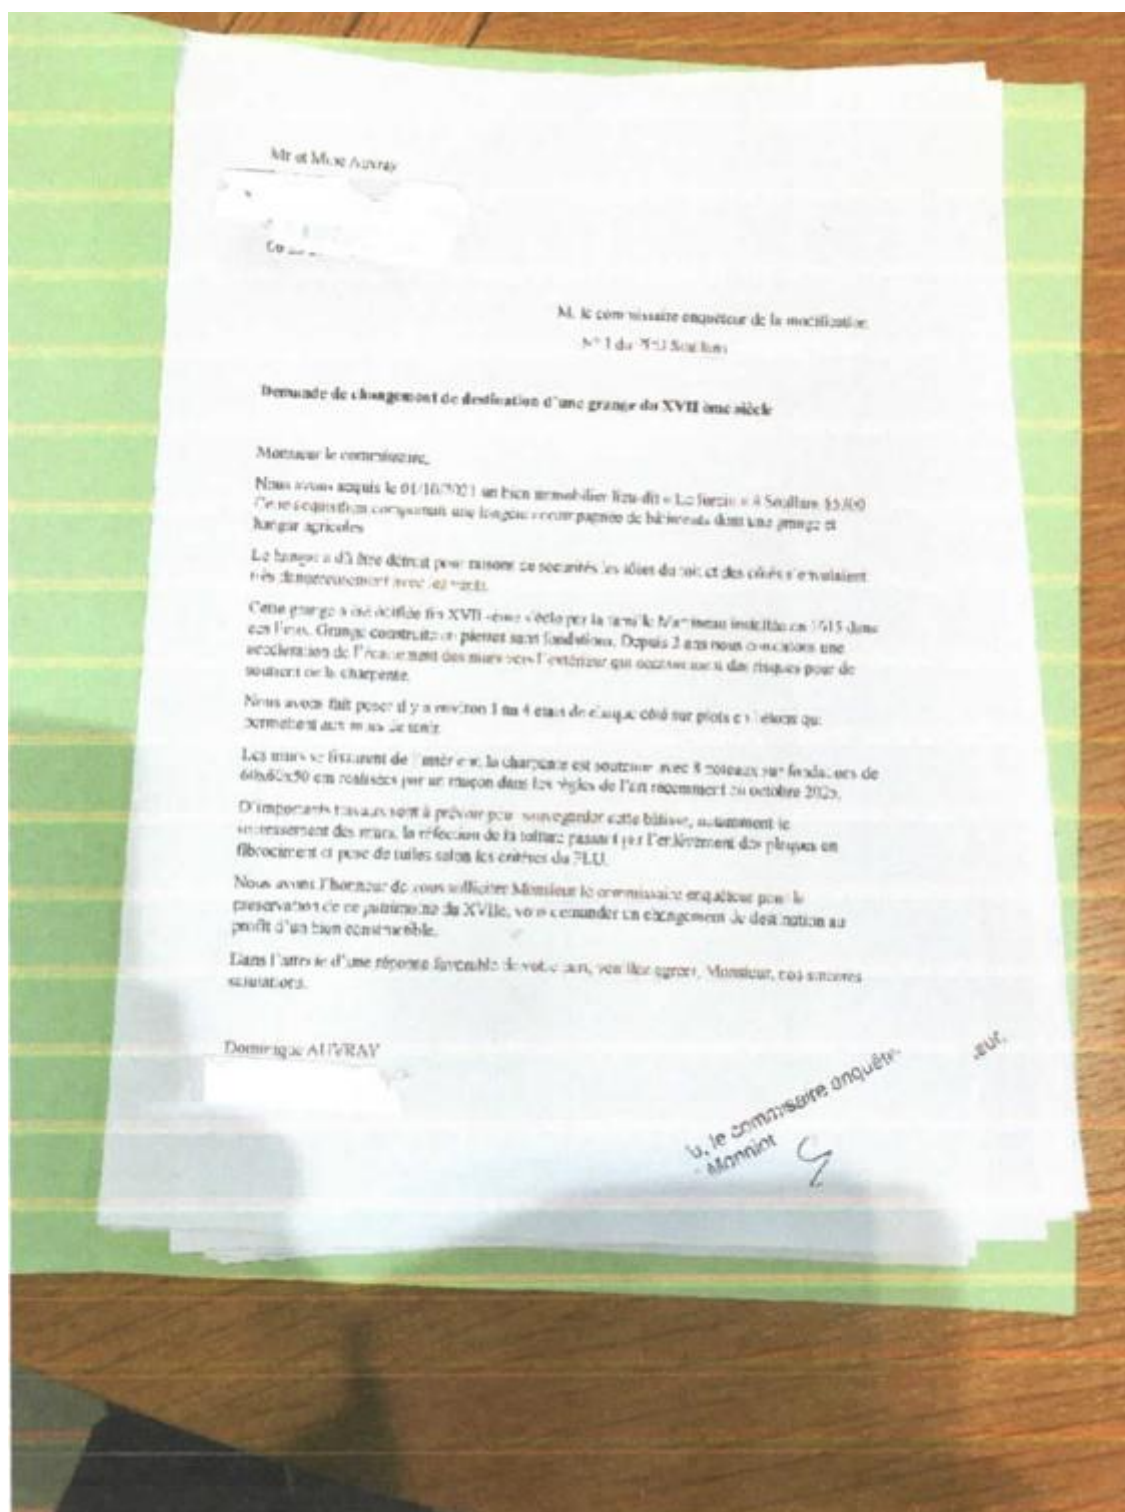 Mr et Mme Auvray
M. le commissaire enquêteur de la modification
N° 1 du PLU Soullans
Demande de changement de destination d'une grange du XVII ème siècle
Monsieur le commissaire,
Nous avons acquis le 01/10/2021 un bien immobilier lieu-dit « Le » à Soullans
Cette acquisition comportait une longère accompagnée de bâtiments dont une grange et
hangar agricoles
Le hangar a dû être détruit pour raisons de sécurités les tôles du toit et des côtés s'envolaient
très dangereusement avec les vents.
Cette grange a été édifiée fin XVII ème siècle par la famille installée en 1615 dans
ces lieux. Grange construite en pierres sans fondations. Depuis 2 ans nous constatons une
accélération de l'écartement des murs vers l'extérieur qui occasionnent des risques pour de
soutient de la charpente.
Nous avons fait poser il y a environ 1 an 4 étais de chaque côté sur plots en bétons qui
permettent aux murs de tenir
Les murs se fissurent de l'intérieur, la charpente est soutenue avec 8 poteaux sur fondations de
60x60x50 cm réalisées par un maçon dans les règles de l'art récemment en octobre 2025.
D'importants travaux sont à prévoir pour sauvegarder cette bâtisse, notamment le
redressement des murs, la réfection de la toiture passant par l'enlèvement des plaques en
fibrociment et pose de tuiles selon les critères du PLU.
Nous avons l'honneur de vous solliciter Monsieur le commissaire enquêteur pour la
préservation de ce patrimoine du XVIIe, vous demander un changement de destination au
profit d'un bien constructible.
Dans l'attente d'une réponse favorable de votre part, veuillez agréer, Monsieur, nos sincères
salutations.
Dominique AUVRAY
le commissaire enquêteur,
Monniot